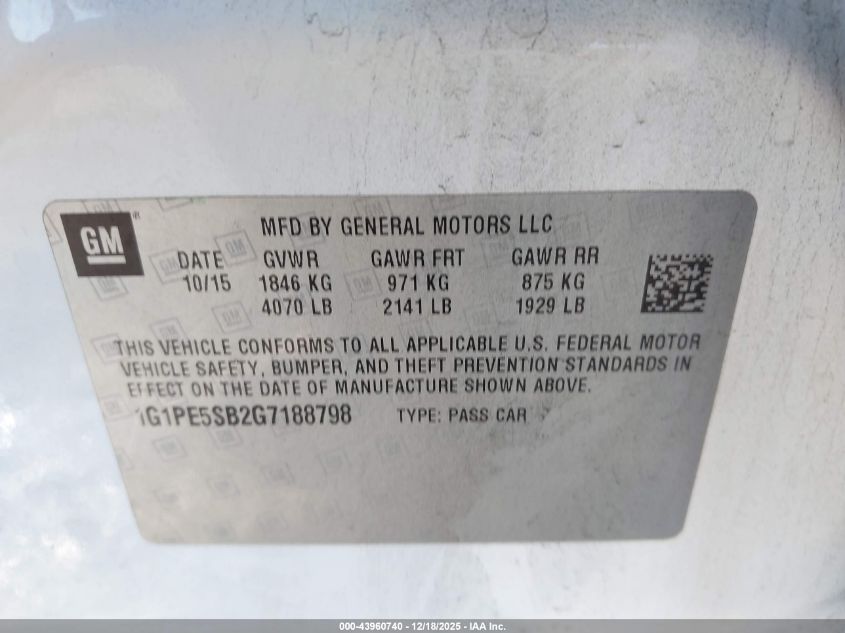 GM
MFD BY GENERAL MOTORS LLC
DATE GVWR GAWR FRT GAWR RR
10/15 1846 KG 971 KG 875 KG
4070 LB 2141 LB 1929 LB
THIS VEHICLE CONFORMS TO ALL APPLICABLE U.S. FEDERAL MOTOR
VEHICLE SAFETY, BUMPER, AND THEFT PREVENTION STANDARDS IN
EFFECT ON THE DATE OF MANUFACTURE SHOWN ABOVE.
1G1PE5SB2G7188798 TYPE: PASS CAR
000-43960740 — 12/18/2025 — IAA Inc.